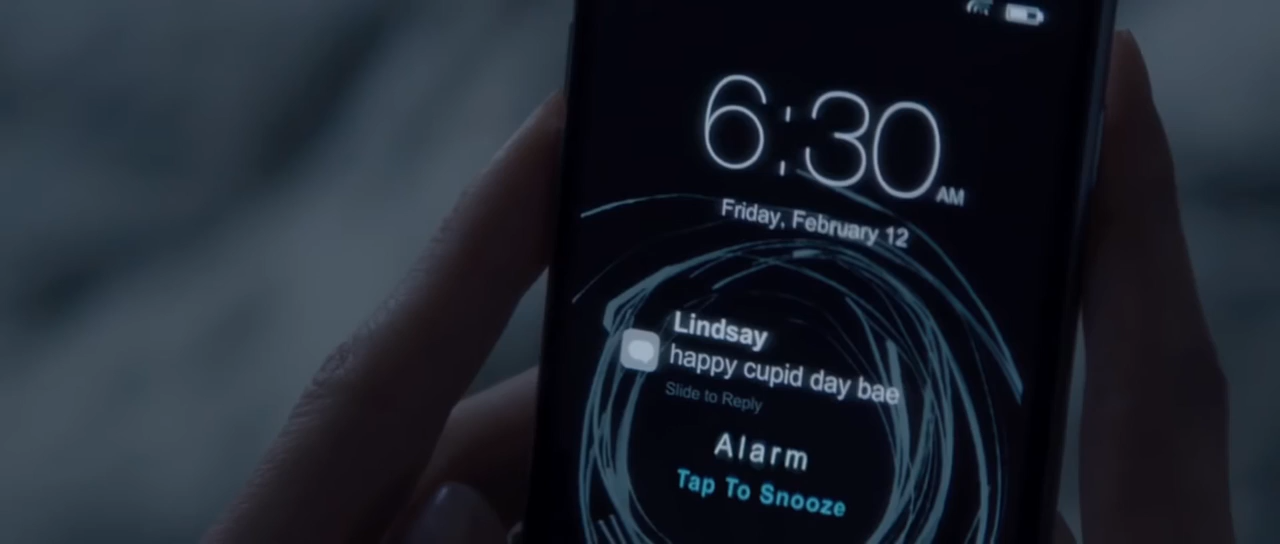 6:30 AM
Friday, February 12
Lindsay
happy cupid day bae
Slide to Reply
Alarm
Tap To Snooze